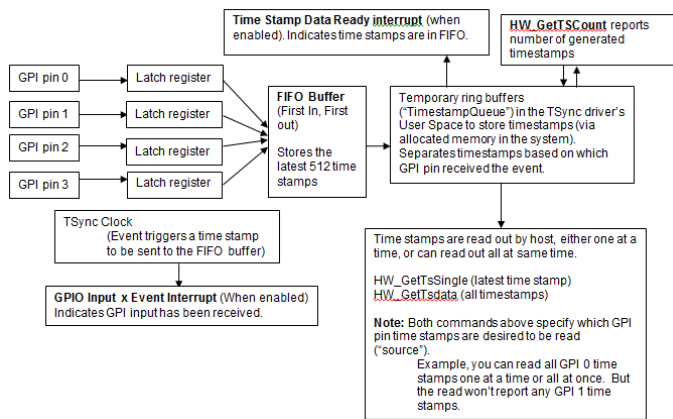 Time Stamp Data Ready interrupt (when
enabled). Indicates time stamps are in FIFO.
HW_GetTSCount reports
number of generated
timestamps
GPI pin 0
Latch register
GPI pin 1
Latch register
GPI pin 2
Latch register
GPI pin 3
Latch register
FIFO Buffer
(First In, First
out)
Stores the
latest 512 time
stamps
Temporary ring buffers
("TimestampQueue") in the TSync driver's
User Space to store timestamps (via
allocated memory in the system).
Separates timestamps based on which
GPI pin received the event.
TSync Clock
(Event triggers a time stamp
to be sent to the FIFO buffer)
GPIO Input x Event Interrupt (When enabled)
Indicates GPI input has been received.
Time stamps are read out by host, either one at a
time, or can read out all at same time.
HW_GetTsSingle (latest time stamp)
HW_GetTsdata (all timestamps)
Note: Both commands above specify which GPI
pin time stamps are desired to be read
("source").
Example, you can read all GPI 0 time
stamps one at a time or all at once. But
the read won't report any GPI 1 time
stamps.